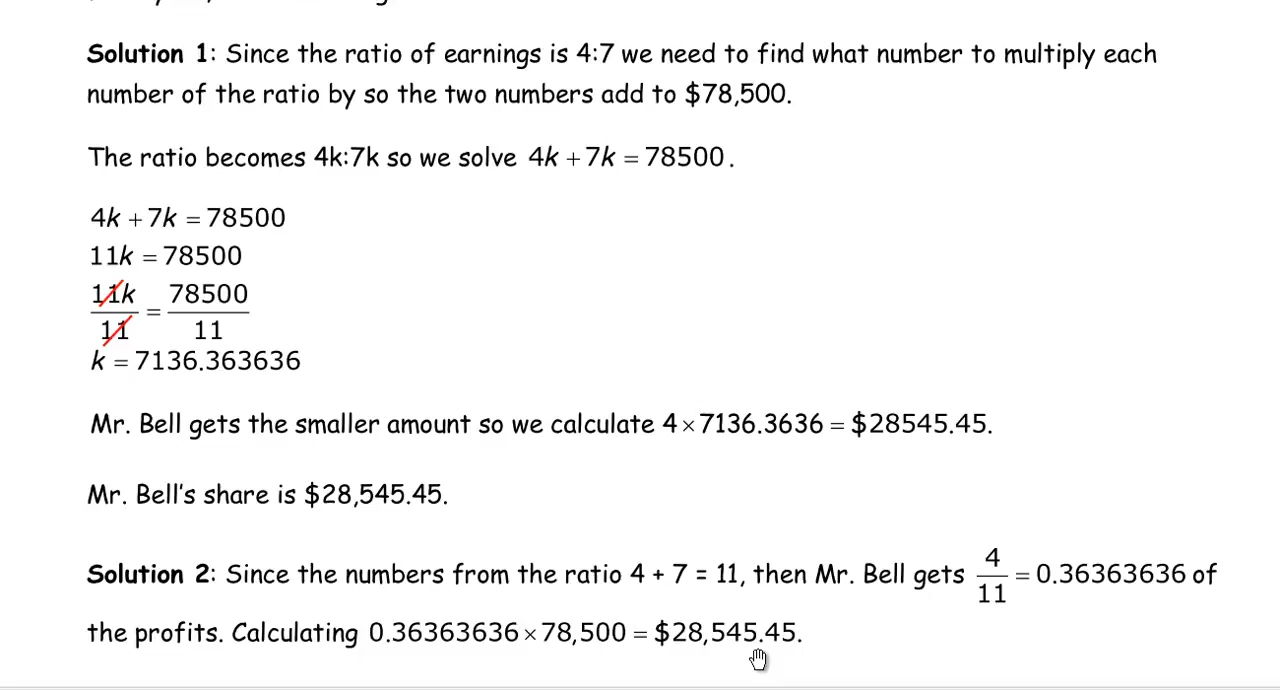 Solution 1: Since the ratio of earnings is 4:7 we need to find what number to multiply each
number of the ratio by so the two numbers add to $78,500.
The ratio becomes 4k:7k so we solve 4k + 7k = 78500.
4k + 7k = 78500
11k = 78500
11k/11 = 78500/11
k = 7136.363636
Mr. Bell gets the smaller amount so we calculate 4 × 7136.3636 = $28545.45.
Mr. Bell's share is $28,545.45.
Solution 2: Since the numbers from the ratio 4 + 7 = 11, then Mr. Bell gets 4/11 = 0.36363636 of
the profits. Calculating 0.36363636 × 78,500 = $28,545.45.